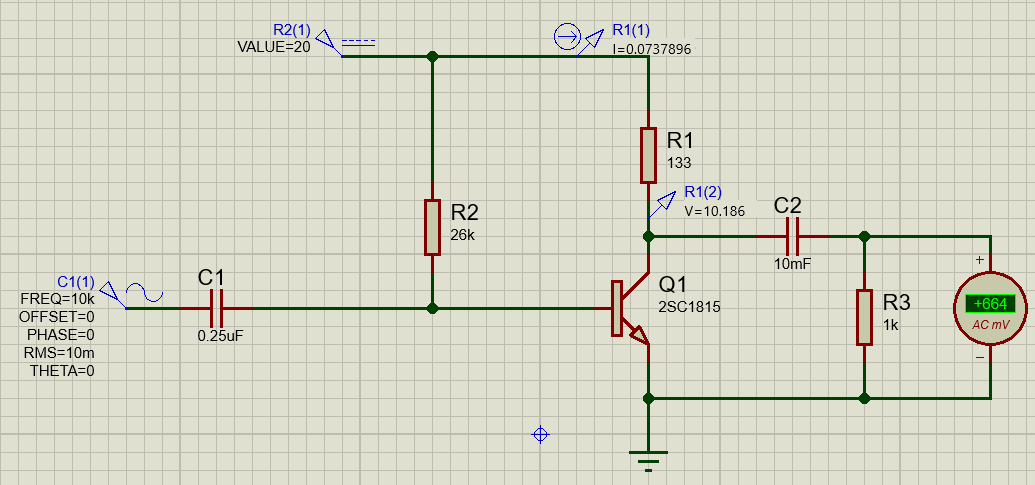 R2(1)
VALUE=20
R1(1)
I=0.0737896
R1
133
R1(2)
V=10.186
R2
26k
C2
10mF
C1(1)
FREQ=10k
OFFSET=0
PHASE=0
RMS=10m
THETA=0
C1
0.25uF
Q1
2SC1815
R3
1k
+
+664
AC mV
−